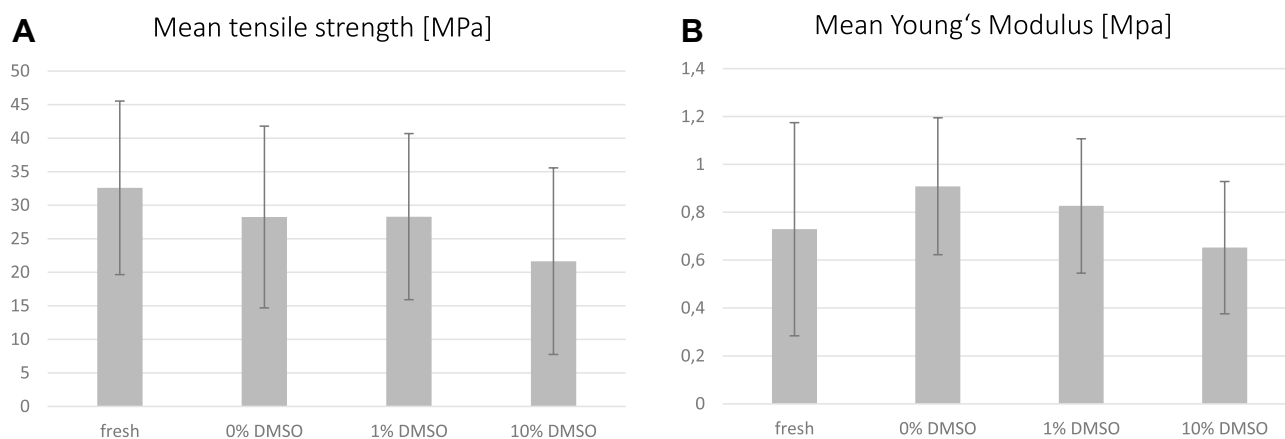 A
Mean tensile strength [MPa]
50
45
40
35
30
25
20
15
10
5
0
fresh
0% DMSO
1% DMSO
10% DMSO
B
Mean Young‘s Modulus [Mpa]
1,4
1,2
1
0,8
0,6
0,4
0,2
0
fresh
0% DMSO
1% DMSO
10% DMSO